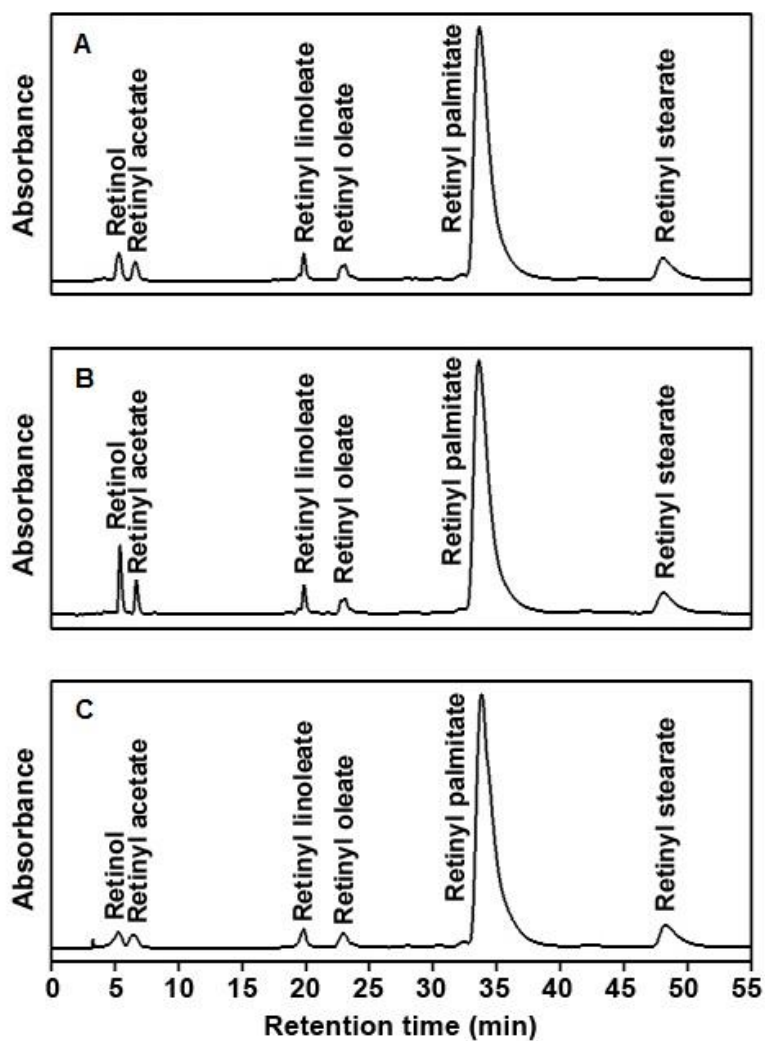 A
Absorbance
Retinol
Retinyl acetate
Retinyl linoleate
Retinyl oleate
Retinyl palmitate
Retinyl stearate
B
Absorbance
Retinol
Retinyl acetate
Retinyl linoleate
Retinyl oleate
Retinyl palmitate
Retinyl stearate
C
Absorbance
Retinol
Retinyl acetate
Retinyl linoleate
Retinyl oleate
Retinyl palmitate
Retinyl stearate
0 5 10 15 20 25 30 35 40 45 50 55
Retention time (min)